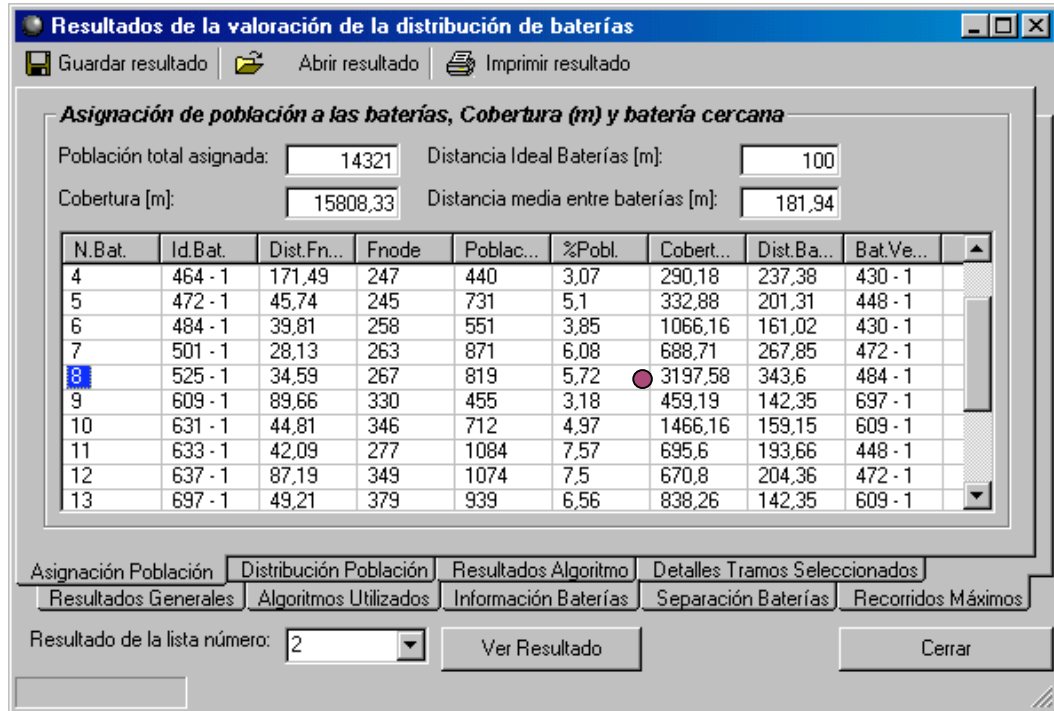 Resultados de la valoración de la distribución de baterías
Guardar resultado Abrir resultado Imprimir resultado
Asignación de población a las baterías, Cobertura (m) y batería cercana
Población total asignada: 14321 Distancia Ideal Baterías [m]: 100
Cobertura [m]: 15808,33 Distancia media entre baterías [m]: 181,94
N.Bat. Id.Bat. Dist.Fn... Fnode Poblac... %Pobl. Cobert... Dist.Ba... Bat.Ve...
4 464 - 1 171,49 247 440 3,07 290,18 237,38 430 - 1
5 472 - 1 45,74 245 731 5,1 332,88 201,31 448 - 1
6 484 - 1 39,81 258 551 3,85 1066,16 161,02 430 - 1
7 501 - 1 28,13 263 871 6,08 688,71 267,85 472 - 1
8 525 - 1 34,59 267 819 5,72 3197,58 343,6 484 - 1
9 609 - 1 89,66 330 455 3,18 459,19 142,35 697 - 1
10 631 - 1 44,81 346 712 4,97 1466,16 159,15 609 - 1
11 633 - 1 42,09 277 1084 7,57 695,6 193,66 448 - 1
12 637 - 1 87,19 349 1074 7,5 670,8 204,36 472 - 1
13 697 - 1 49,21 379 939 6,56 838,26 142,35 609 - 1
Asignación Población Distribución Población Resultados Algoritmo Detalles Tramos Seleccionados
Resultados Generales Algoritmos Utilizados Información Baterías Separación Baterías Recorridos Máximos
Resultado de la lista número: 2 Ver Resultado Cerrar